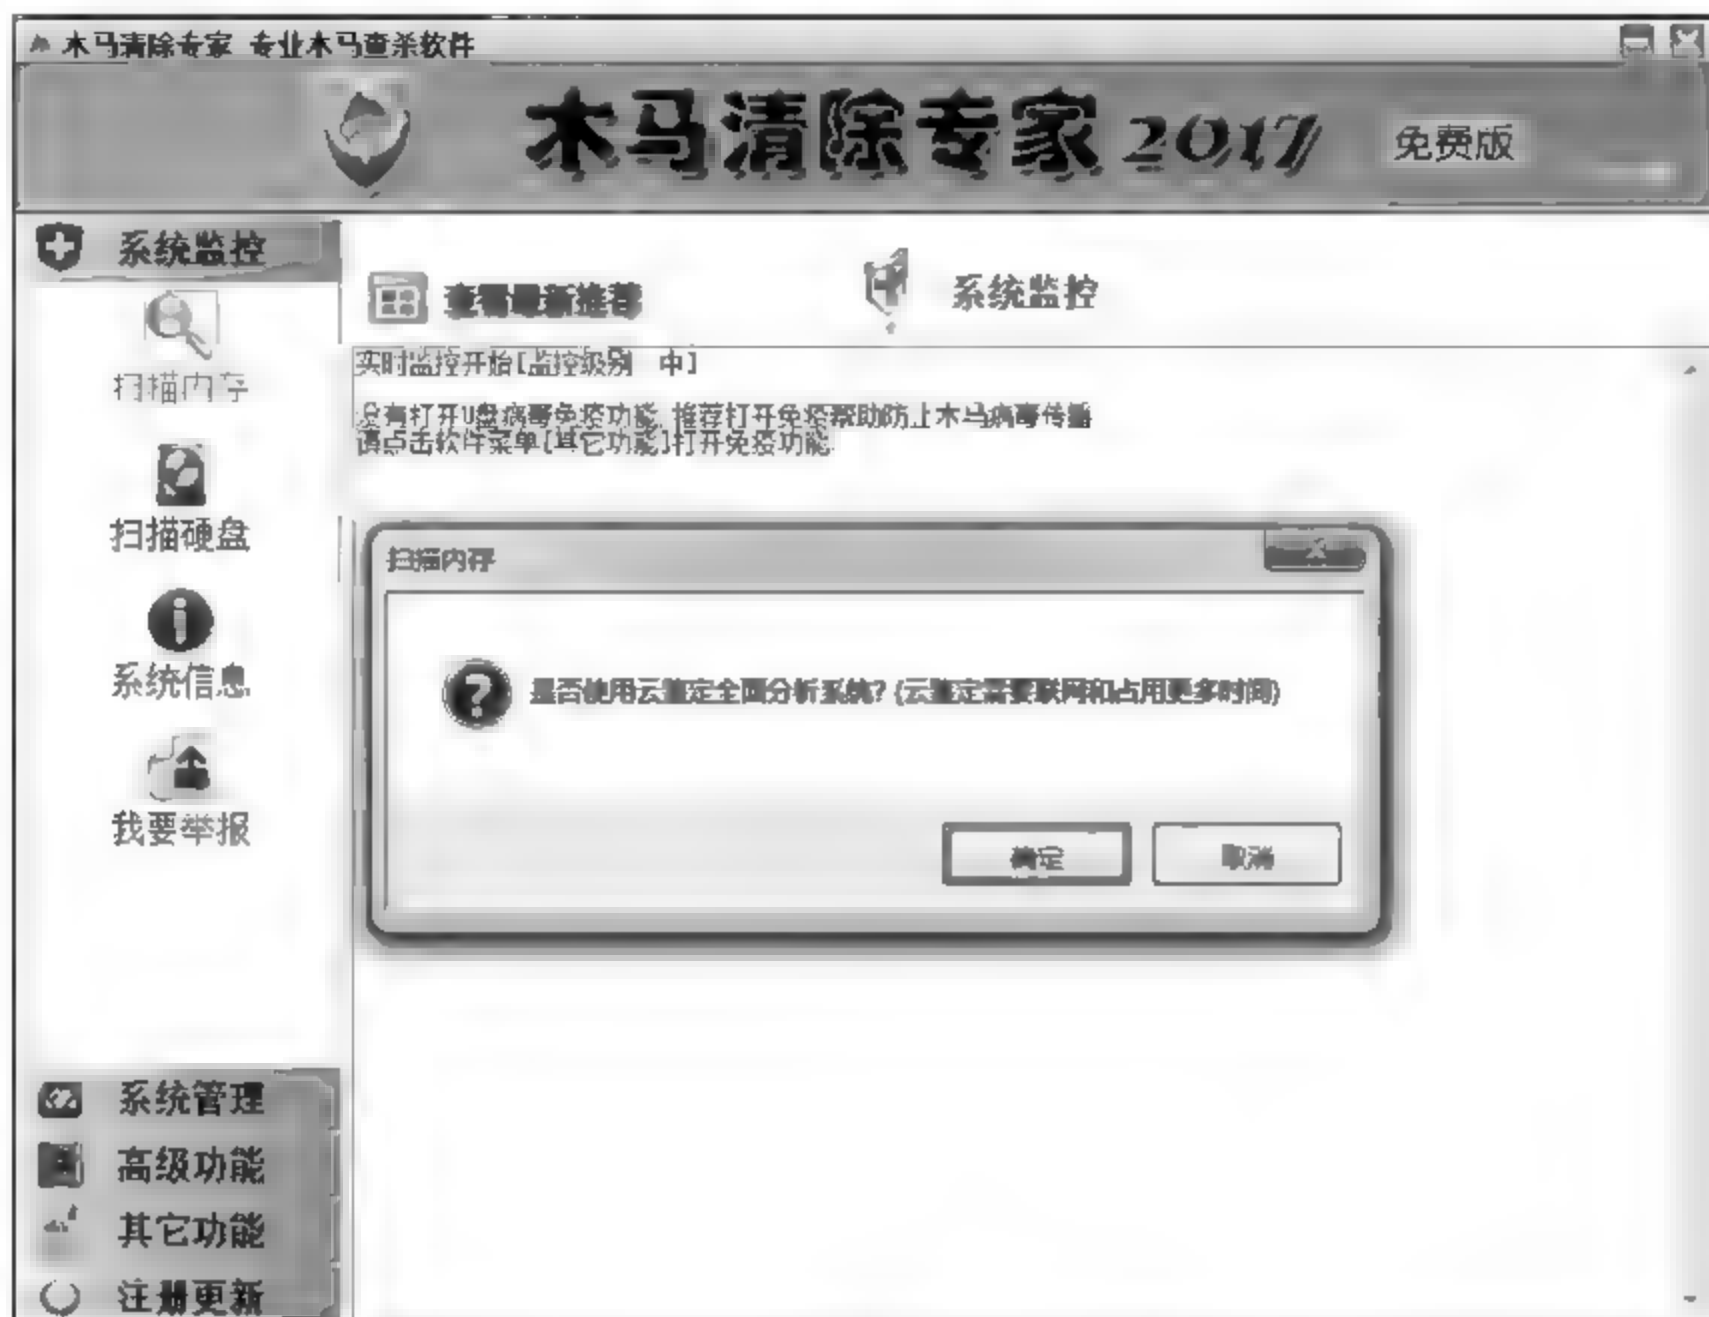 木马清除专家 专业木马查杀软件
木马清除专家2017 免费版
系统监控
扫描内存
扫描硬盘
系统信息
我要举报
系统管理
高级功能
其它功能
注册更新
查看最新推荐
系统监控
实时监控开始[监控级别 中]
没有打开U盘病毒免疫功能,推荐打开免疫帮助防止木马病毒传播
请点击软件菜单[其它功能]打开免疫功能.
扫描内存
是否使用云鉴定全面分析系统?(云鉴定需要联网和占用更多时间)
确定 取消